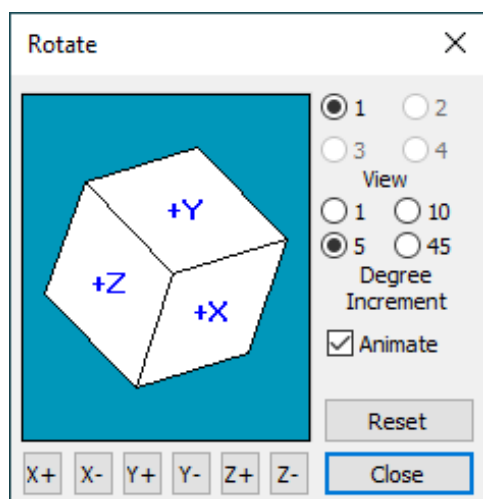 Rotate
+Y
+Z
+X
1 2
3 4
View
1 10
5 45
Degree
Increment
Animate
Reset
X+ X- Y+ Y- Z+ Z- Close